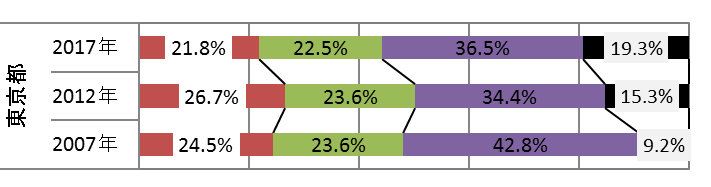 東京都
2017年 21.8% 22.5% 36.5% 19.3%
2012年 26.7% 23.6% 34.4% 15.3%
2007年 24.5% 23.6% 42.8% 9.2%